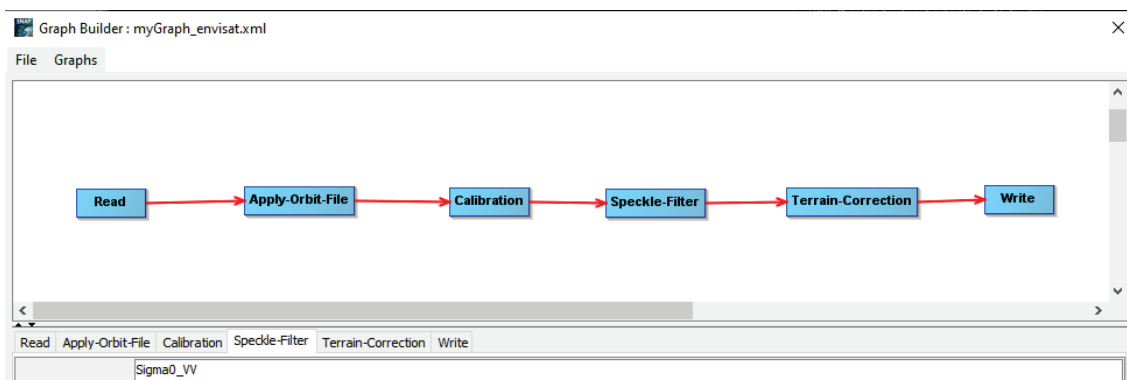 SNAP
Graph Builder : myGraph_envisat.xml
File Graphs
Read Apply-Orbit-File Calibration Speckle-Filter Terrain-Correction Write
Read Apply-Orbit-File Calibration Speckle-Filter Terrain-Correction Write
Sigma0_VV